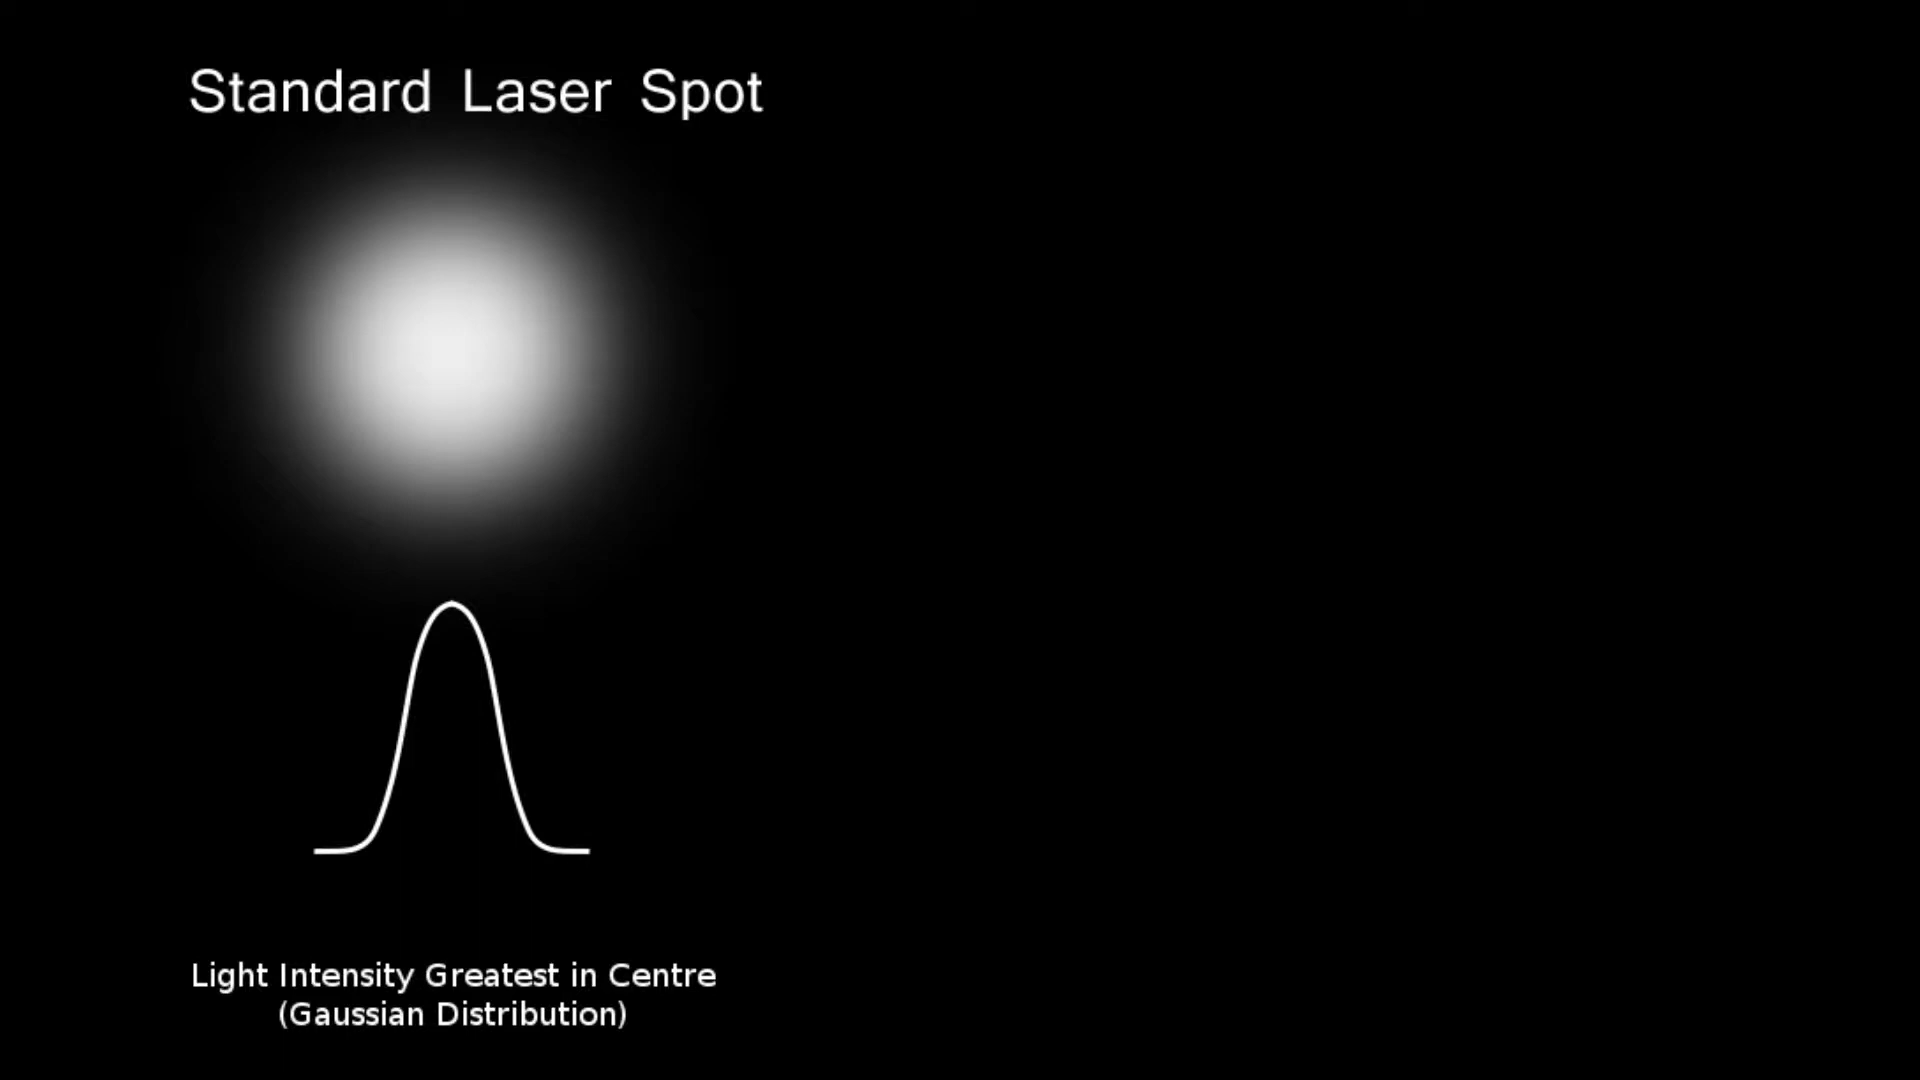 Standard Laser Spot
Light Intensity Greatest in Centre
(Gaussian Distribution)